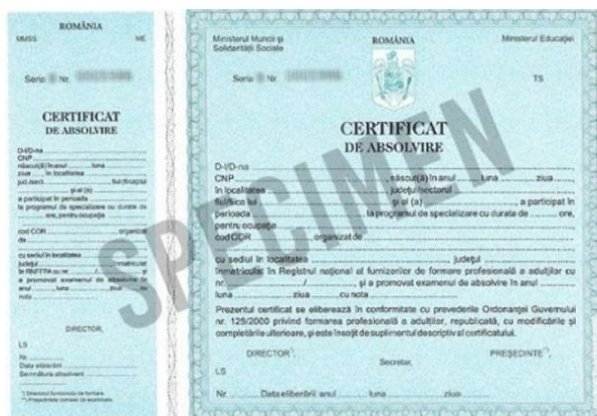 ROMÂNIA
MMSS ME
Seria Nr.
CERTIFICAT
DE ABSOLVIRE
D-l/D-na
CNP
născut(ă) în anul luna
ziua , în localitatea
jud./sect. , fiul/fiica lui
și al (a)
a participat în perioada
la programul de specializare cu durata de
ore, pentru ocupația
cod COR organizat
de
cu sediul în localitatea
județul înmatriculat
în RNFFPA cu nr. / și
a promovat examenul de absolvire în
anul luna ziua cu
nota
DIRECTOR,
LS
Nr.
Data eliberării
Semnătura absolvent
*) Directorul furnizorului de formare.
**) Președintele comisiei de examinare.
Ministerul Muncii și
Solidarității Sociale
ROMÂNIA
Ministerul Educației
Seria Nr. TS
CERTIFICAT
DE ABSOLVIRE
D-l/D-na
CNP , născut(ă) în anul luna ziua
în localitatea județul/sectorul
fiul/fiica lui și al (a) a participat în
perioada la programul de specializare cu durata de ore,
pentru ocupația
cod COR , organizat de
cu sediul în localitatea , județul
înmatriculat în Registrul național al furnizorilor de formare profesională a adulților cu
nr. / , și a promovat examenul de absolvire în anul
luna ziua cu nota
Prezentul certificat se eliberează în conformitate cu prevederile Ordonanței Guvernului
nr. 129/2000 privind formarea profesională a adulților, republicată, cu modificările și
completările ulterioare, și este însoțit de suplimentul descriptiv al certificatului.
DIRECTOR*), Secretar, PREȘEDINTE**),
LS
Nr. Data eliberării: anul luna ziua
SPECIMEN